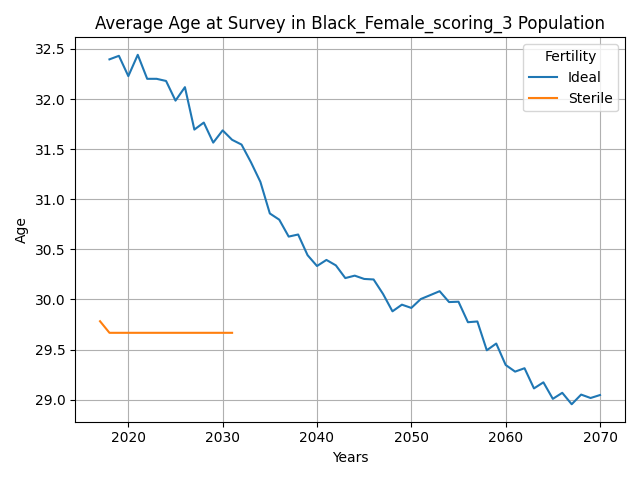 Average Age at Survey in Black_Female_scoring_3 Population
Fertility
Ideal
Sterile
Age
32.5
32.0
31.5
31.0
30.5
30.0
29.5
29.0
2020 2030 2040 2050 2060 2070
Years